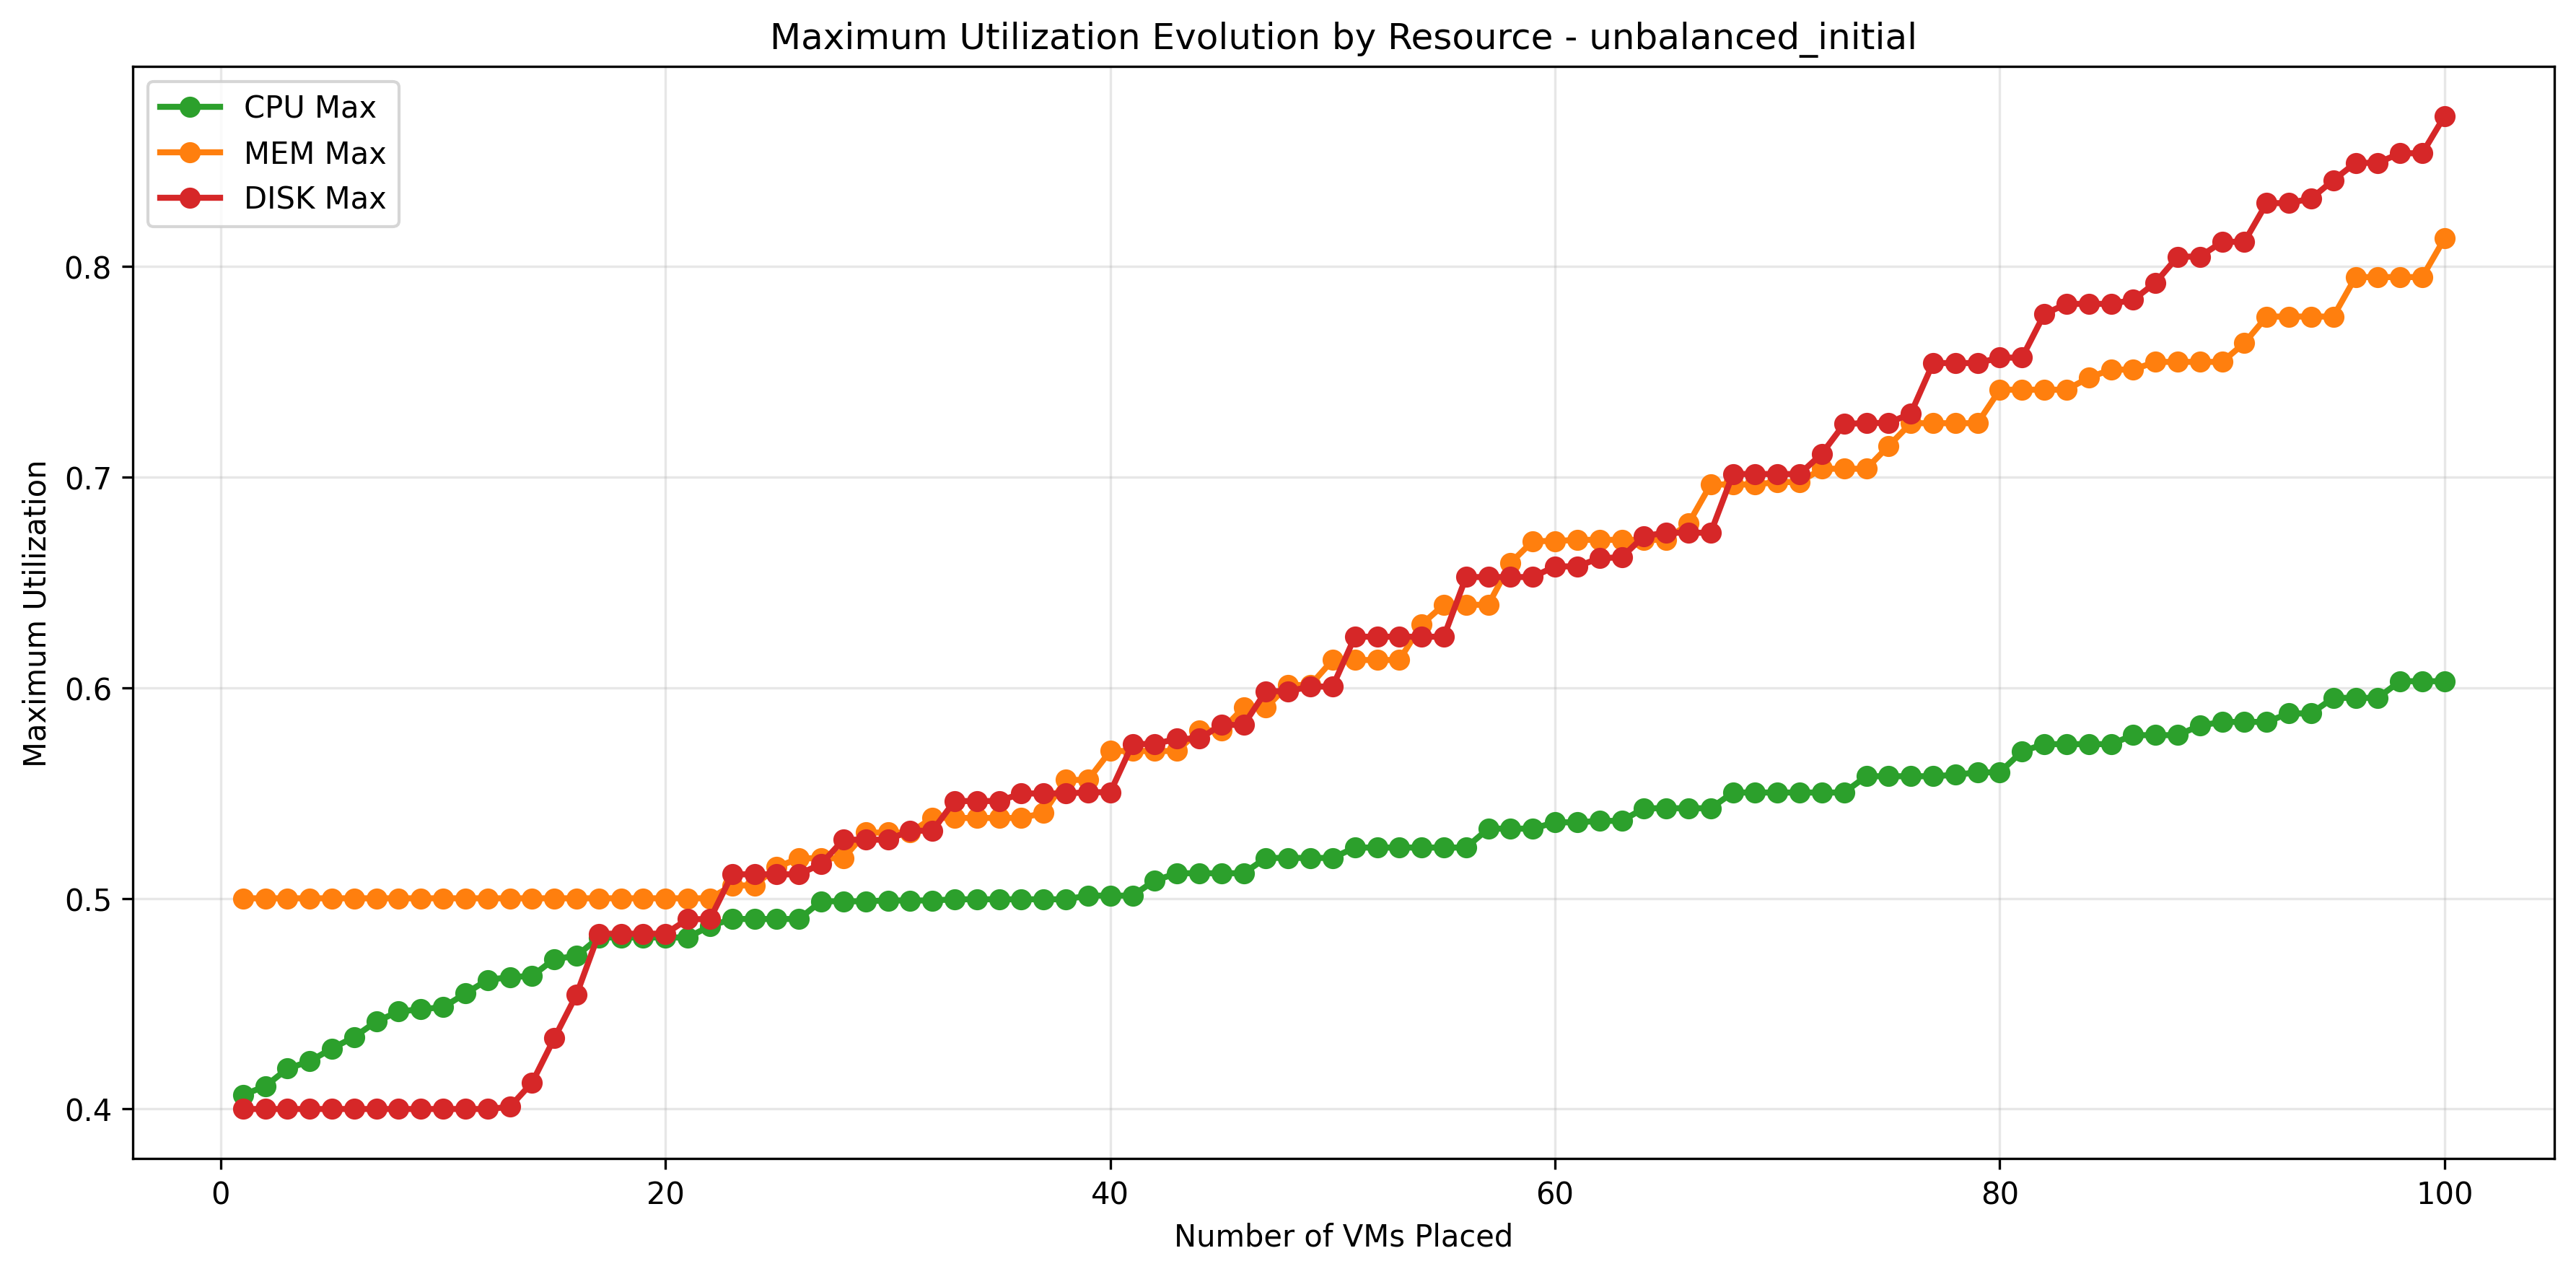 Maximum Utilization Evolution by Resource - unbalanced_initial
CPU Max
MEM Max
DISK Max
Maximum Utilization
0.8
0.7
0.6
0.5
0.4
0 20 40 60 80 100
Number of VMs Placed